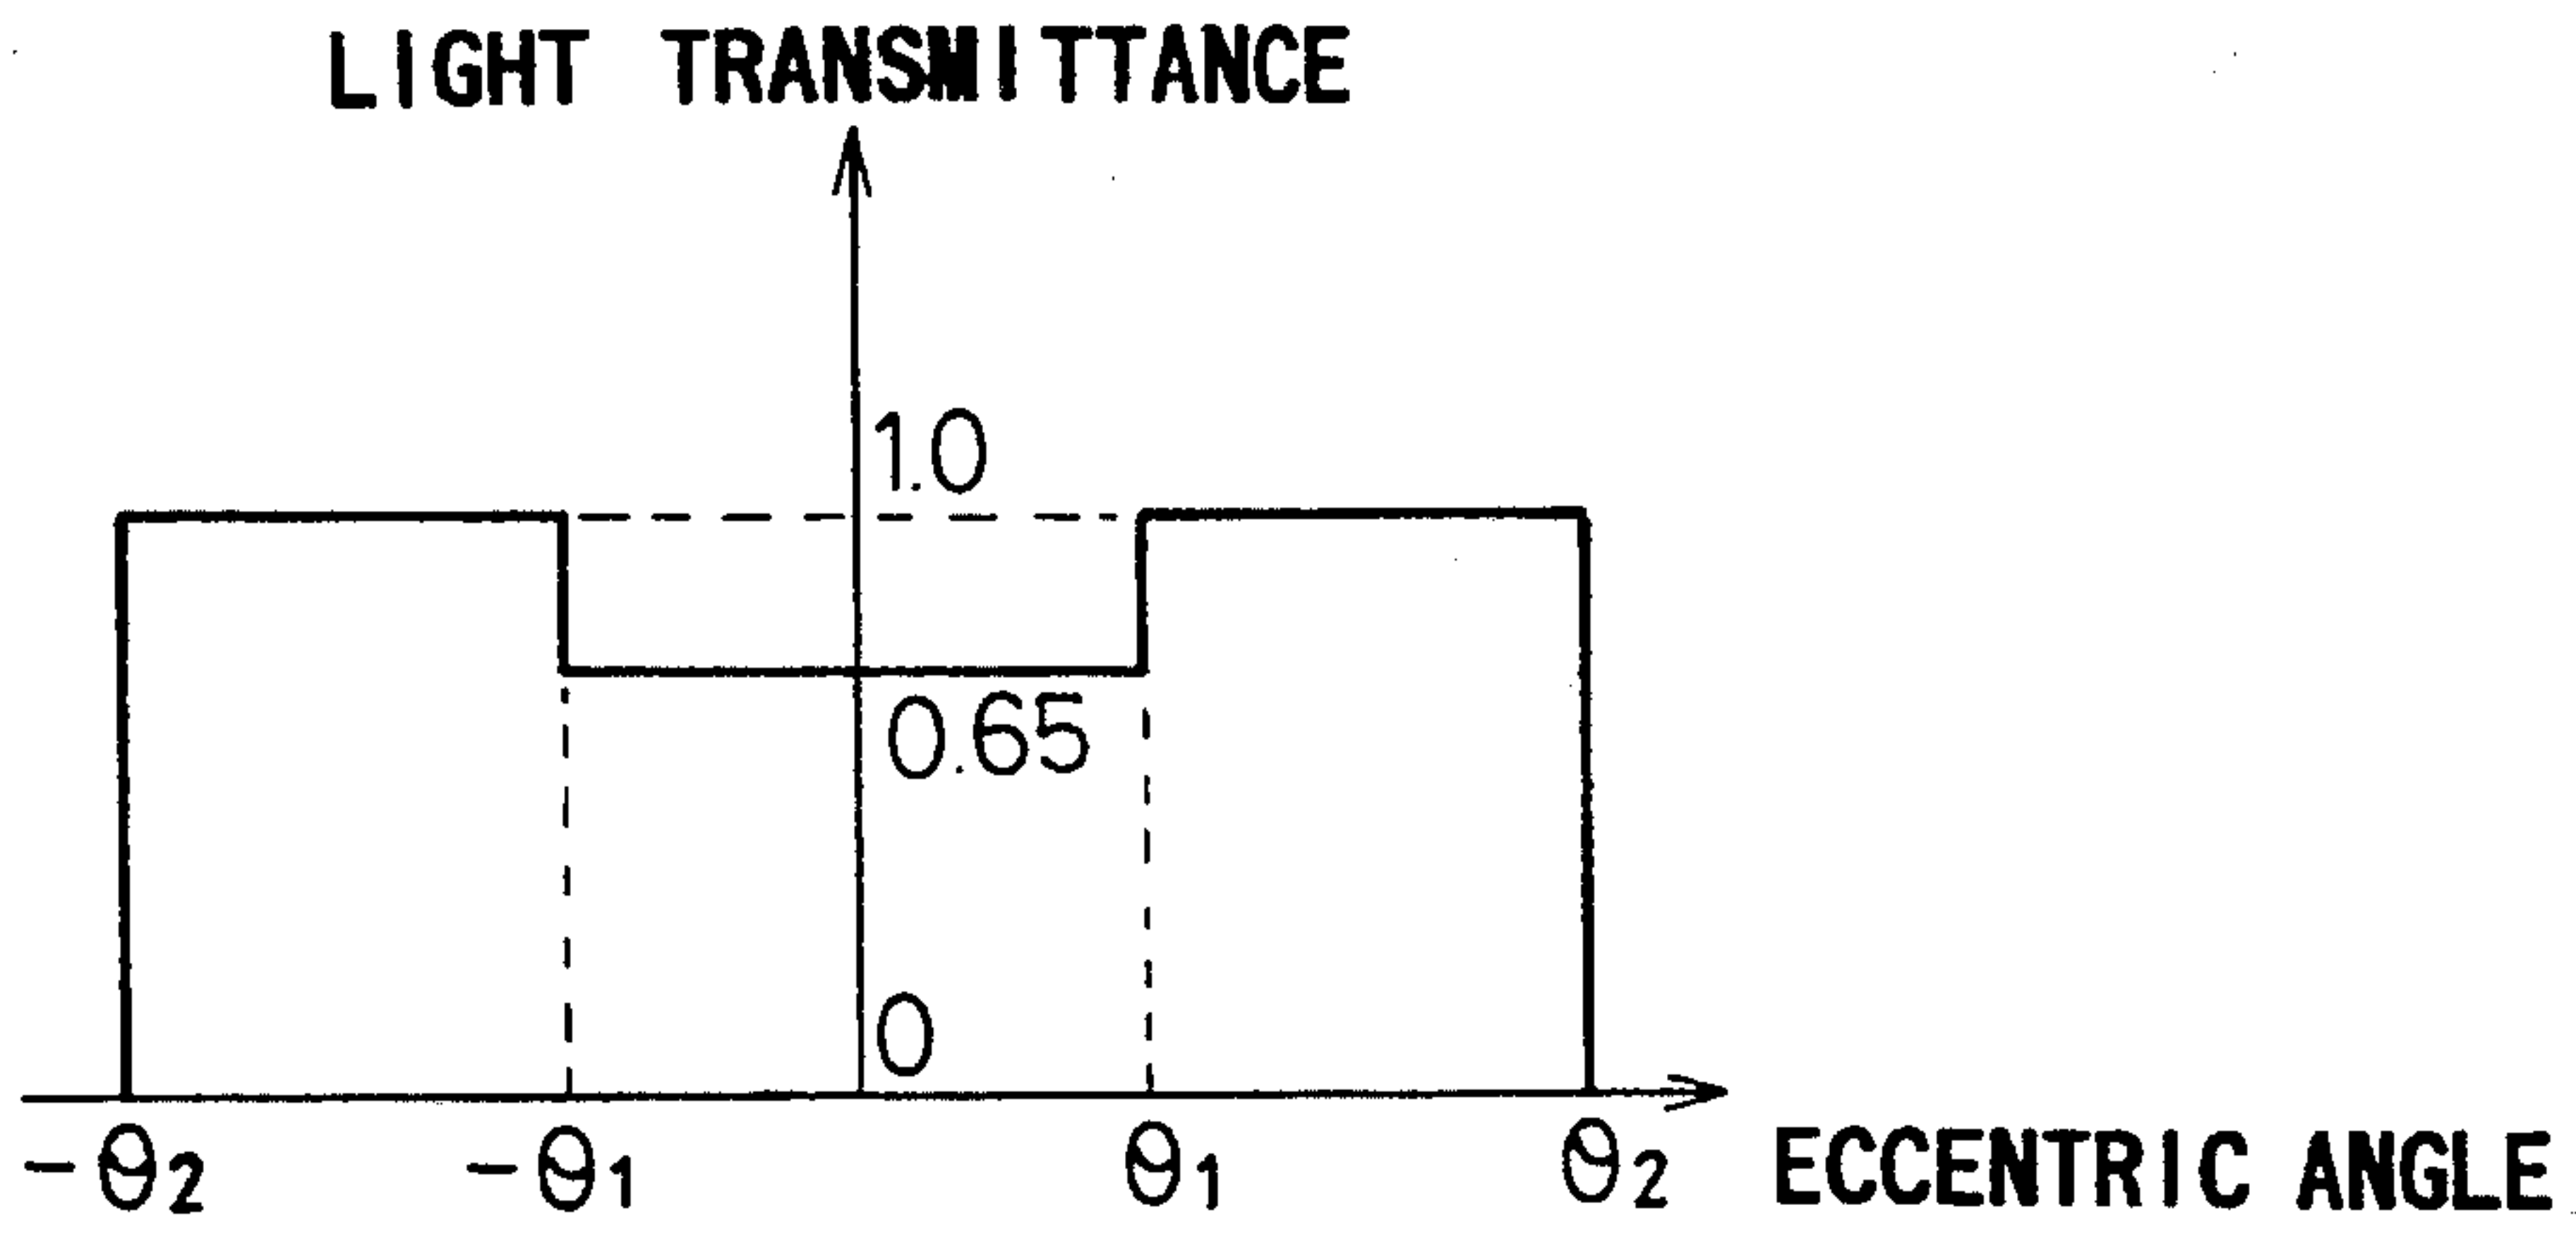 LIGHT TRANSMITTANCE
1.0
0.65
0
-θ2 -θ1 θ1 θ2 ECCENTRIC ANGLE